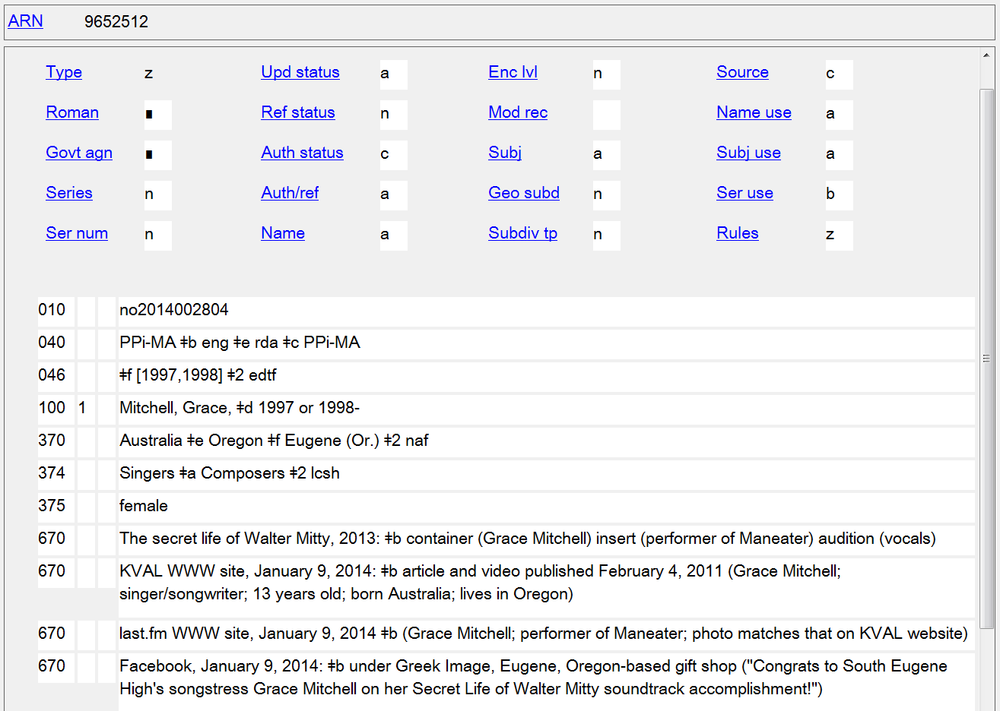 ARN 9652512
Type z Upd status a Enc lvl n Source c
Roman ∎ Ref status n Mod rec Name use a
Govt agn ∎ Auth status c Subj a Subj use a
Series n Auth/ref a Geo subd n Ser use b
Ser num n Name a Subdiv tp n Rules z
010 no2014002804
040 PPi-MA ǂb eng ǂe rda ǂc PPi-MA
046 ǂf [1997,1998] ǂ2 edtf
100 1 Mitchell, Grace, ǂd 1997 or 1998-
370 Australia ǂe Oregon ǂf Eugene (Or.) ǂ2 naf
374 Singers ǂa Composers ǂ2 lcsh
375 female
670 The secret life of Walter Mitty, 2013: ǂb container (Grace Mitchell) insert (performer of Maneater) audition (vocals)
670 KVAL WWW site, January 9, 2014: ǂb article and video published February 4, 2011 (Grace Mitchell;
singer/songwriter; 13 years old; born Australia; lives in Oregon)
670 last.fm WWW site, January 9, 2014 ǂb (Grace Mitchell; performer of Maneater; photo matches that on KVAL website)
670 Facebook, January 9, 2014: ǂb under Greek Image, Eugene, Oregon-based gift shop ("Congrats to South Eugene
High's songstress Grace Mitchell on her Secret Life of Walter Mitty soundtrack accomplishment!")